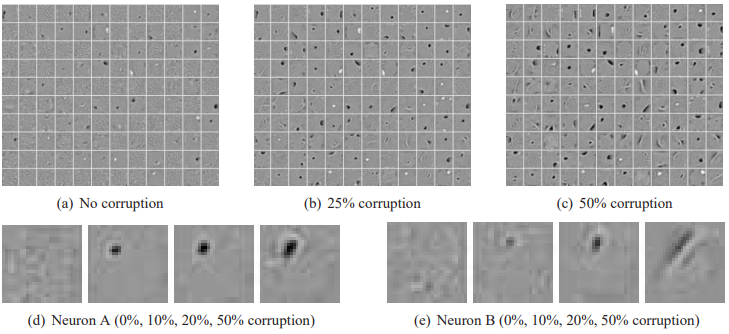 (a) No corruption
(b) 25% corruption
(c) 50% corruption
(d) Neuron A (0%, 10%, 20%, 50% corruption)
(e) Neuron B (0%, 10%, 20%, 50% corruption)